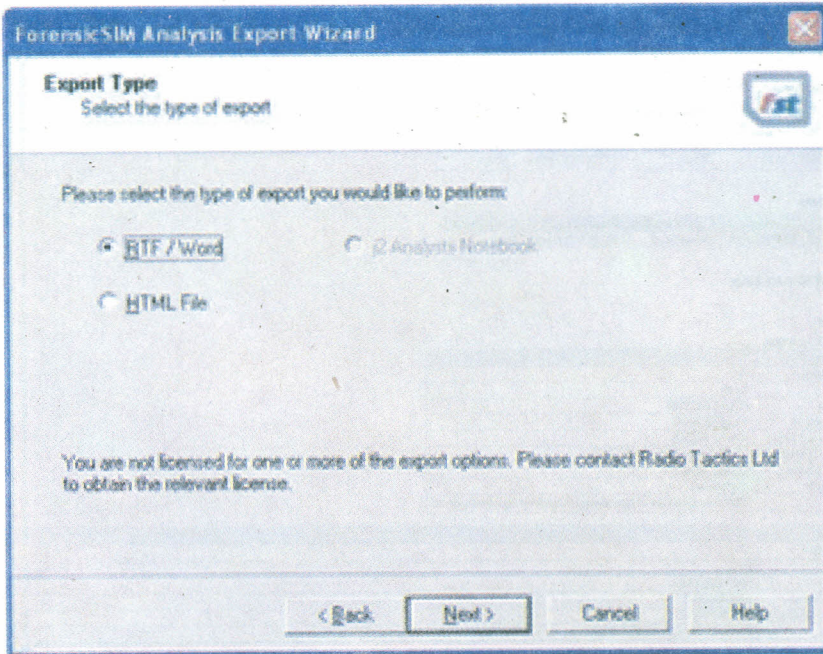 ForensicSIM Analysis Export Wizard
Export Type
Select the type of export
fst
Please select the type of export you would like to perform:
RTF / Word
i2 Analysts Notebook
HTML File
You are not licensed for one or more of the export options. Please contact Radio Tactics Ltd
to obtain the relevant license.
< Back
Next >
Cancel
Help